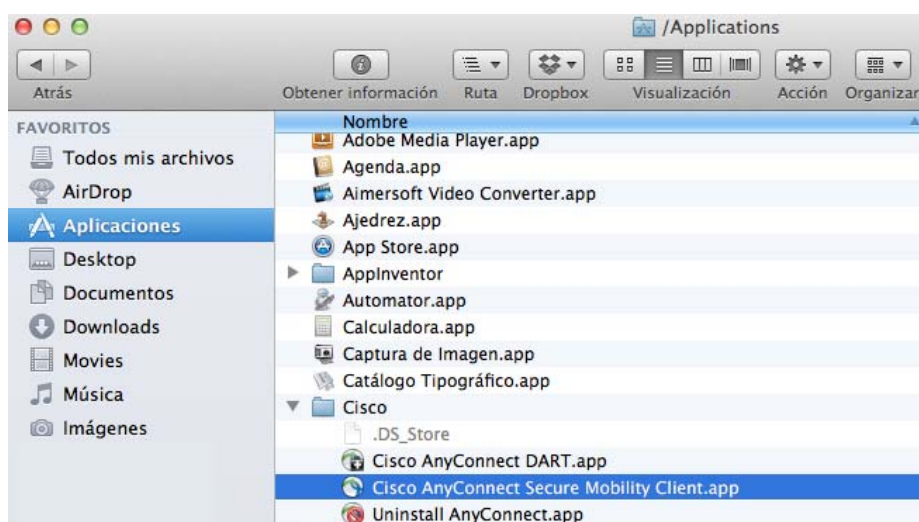 /Applications
Atrás
Obtener información
Ruta
Dropbox
Visualización
Acción
Organizar
FAVORITOS
Todos mis archivos
AirDrop
Aplicaciones
Desktop
Documentos
Downloads
Movies
Música
Imágenes
Nombre
Adobe Media Player.app
Agenda.app
Aimersoft Video Converter.app
Ajedrez.app
App Store.app
AppInventor
Automator.app
Calculadora.app
Captura de Imagen.app
Catálogo Tipográfico.app
Cisco
.DS_Store
Cisco AnyConnect DART.app
Cisco AnyConnect Secure Mobility Client.app
Uninstall AnyConnect.app